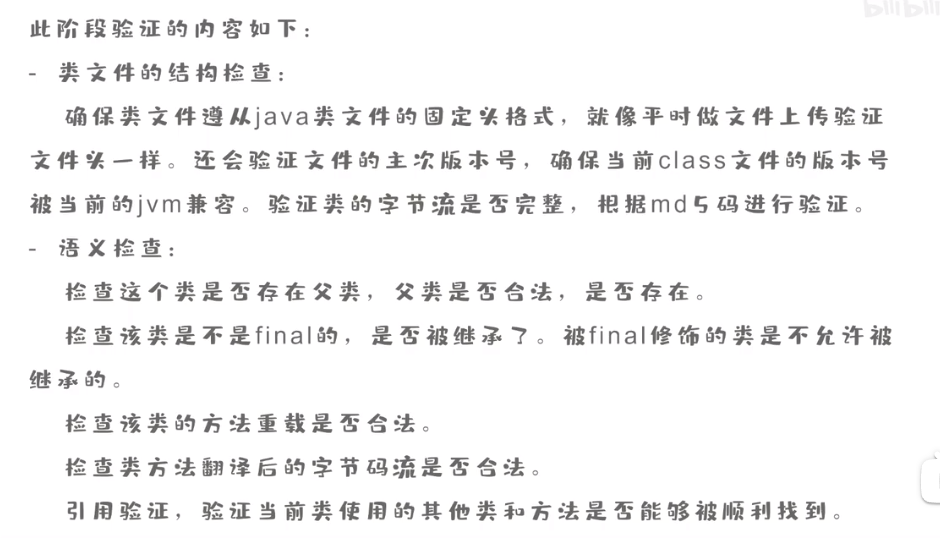 bilibili
此阶段验证的内容如下：
- 类文件的结构检查：
确保类文件遵从java类文件的固定头格式，就像平时做文件上传验证
文件头一样。还会验证文件的主次版本号，确保当前class文件的版本号
被当前的jvm兼容。验证类的字节流是否完整，根据md5码进行验证。
- 语义检查：
检查这个类是否存在父类，父类是否合法，是否存在。
检查该类是不是final的，是否被继承了。被final修饰的类是不允许被
继承的。
检查该类的方法重载是否合法。
检查类方法翻译后的字节码流是否合法。
引用验证，验证当前类使用的其他类和方法是否能够被顺利找到。